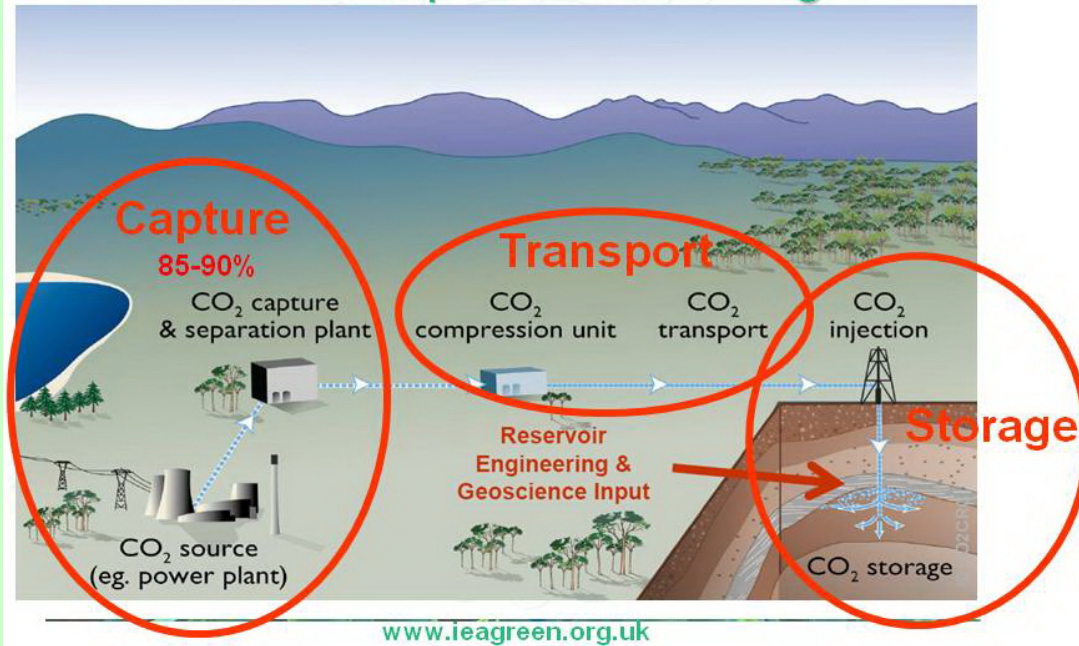 Capture
85-90%
CO₂ capture
& separation plant
Transport
CO₂
compression unit
CO₂
transport
CO₂
injection
Storage
Reservoir
Engineering &
Geoscience Input
CO₂ source
(eg. power plant)
CO₂ storage
www.ieagreen.org.uk